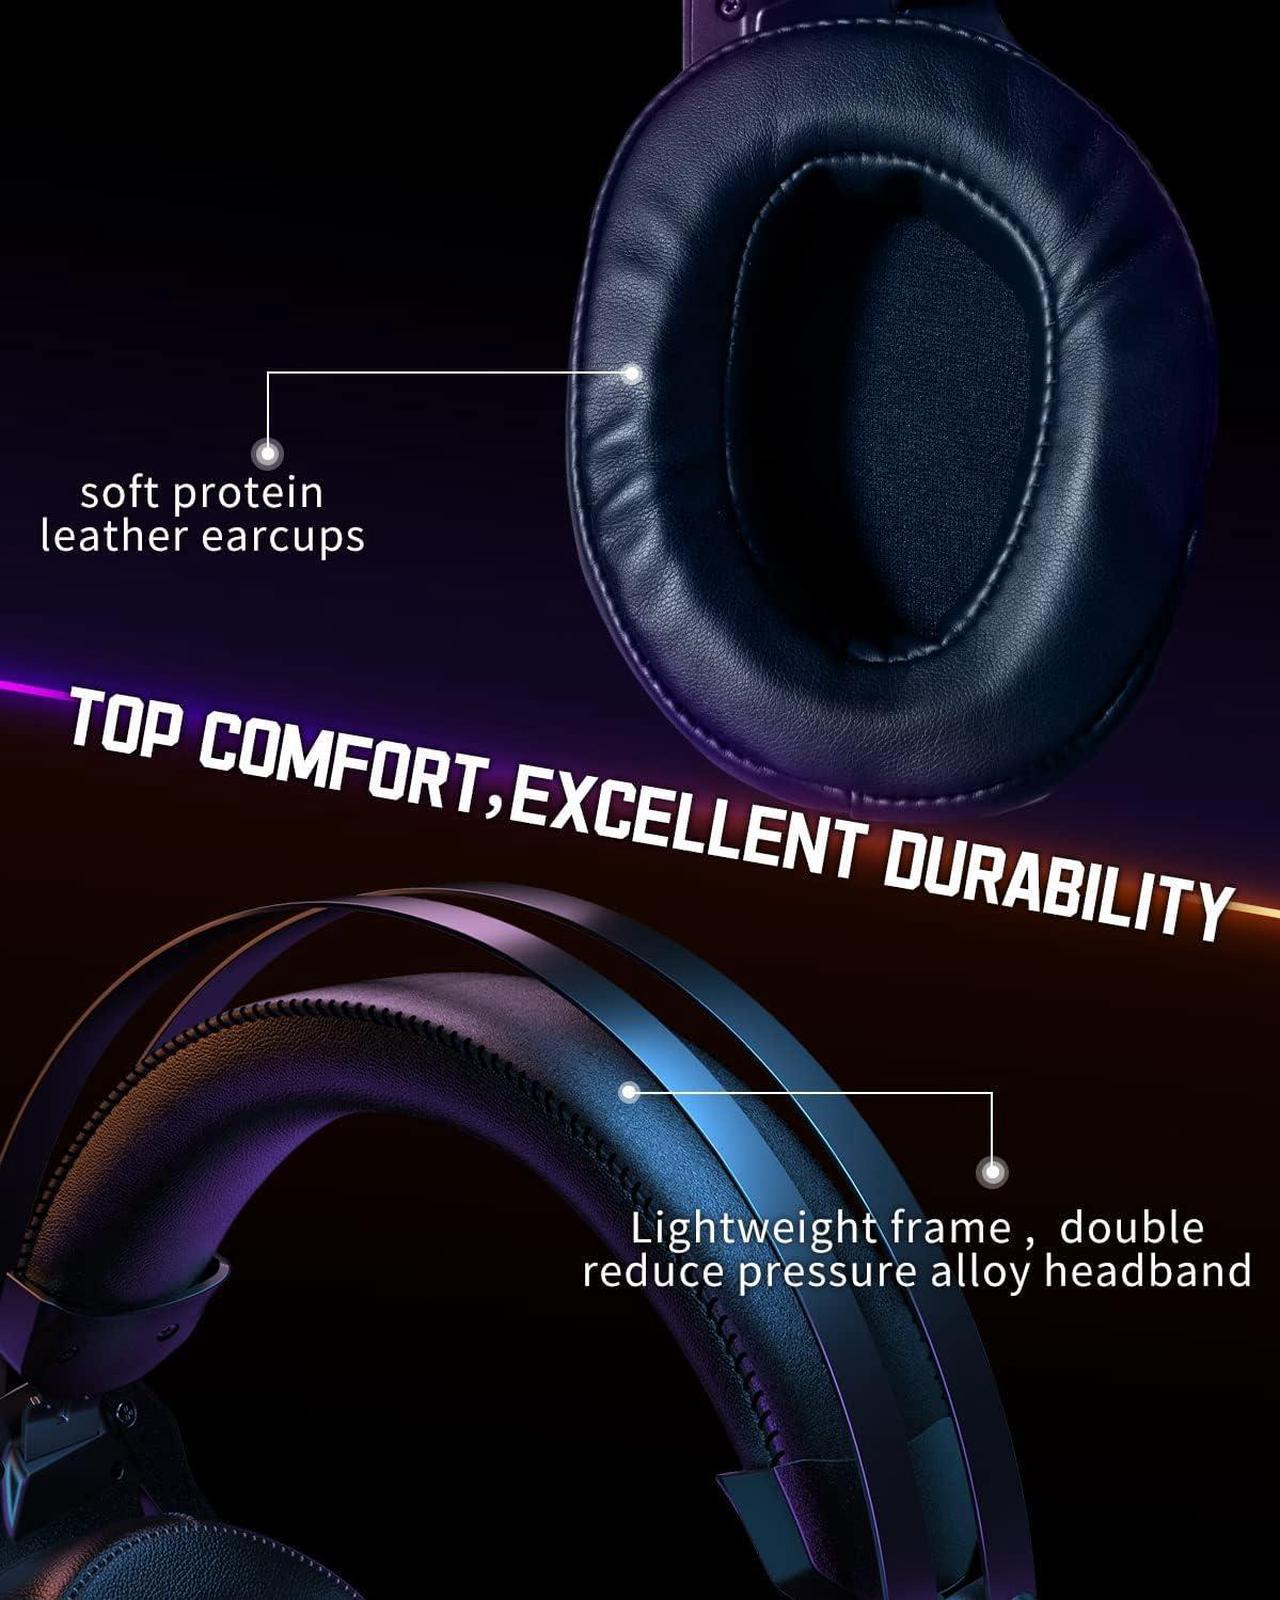 soft protein
leather earcups
TOP COMFORT,EXCELLENT DURABILITY
Lightweight frame , double
reduce pressure alloy headband